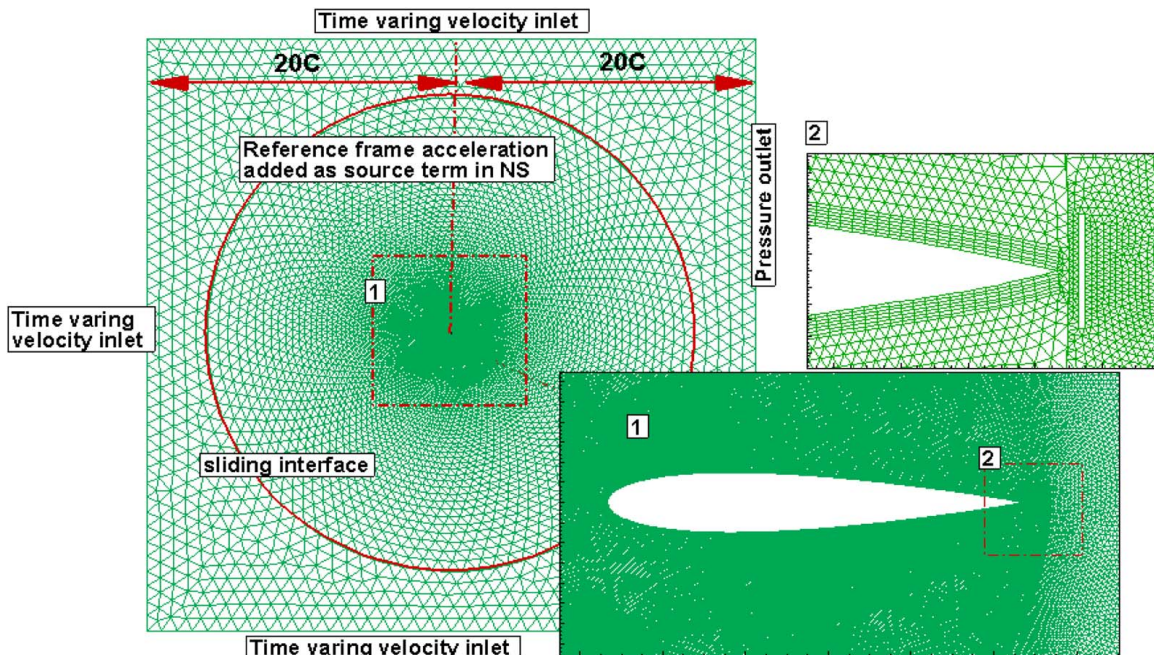 Time varing velocity inlet
20C
20C
Reference frame acceleration
added as source term in NS
Pressure outlet
2
1
Time varing
velocity inlet
1
2
sliding interface
Time varing velocity inlet